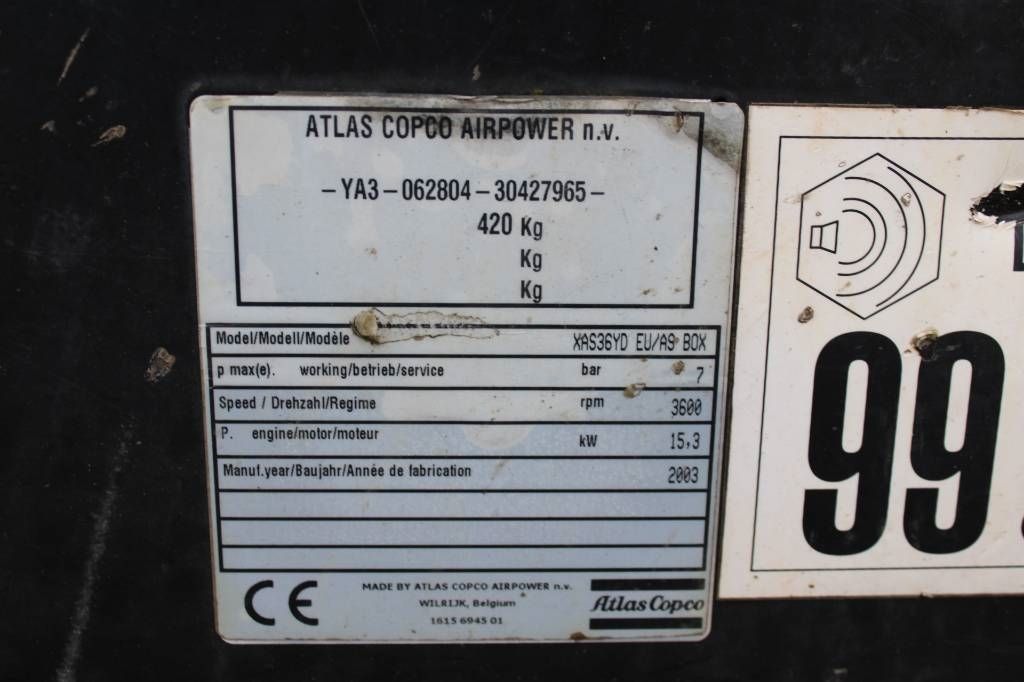 ATLAS COPCO AIRPOWER n.v.
– YA3 – 062804 – 30427965 –
420 Kg
Kg
Kg
Model/Modell/Modèle XAS36YD EU/AS BOX
p max(e). working/betrieb/service bar 7
Speed / Drehzahl/Regime rpm 3600
P. engine/motor/moteur kW 15,3
Manuf.year/Baujahr/Année de fabrication 2003
CE
MADE BY ATLAS COPCO AIRPOWER n.v.
WILRIJK, Belgium
1615 6945 01
Atlas Copco
99